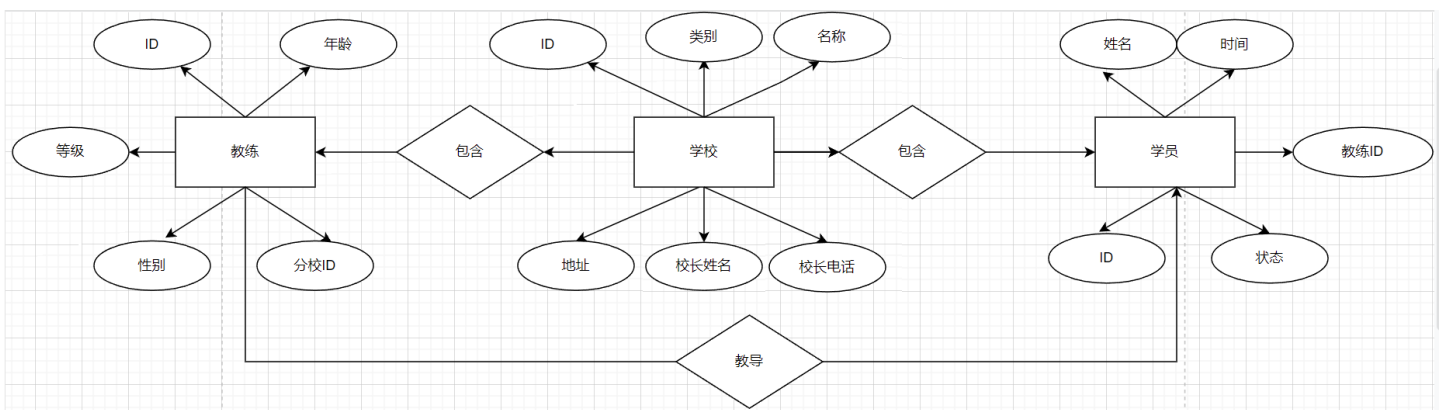 ID
年龄
ID
类别
名称
姓名
时间
等级
教练
包含
学校
包含
学员
教练ID
性别
分校ID
地址
校长姓名
校长电话
ID
状态
教导